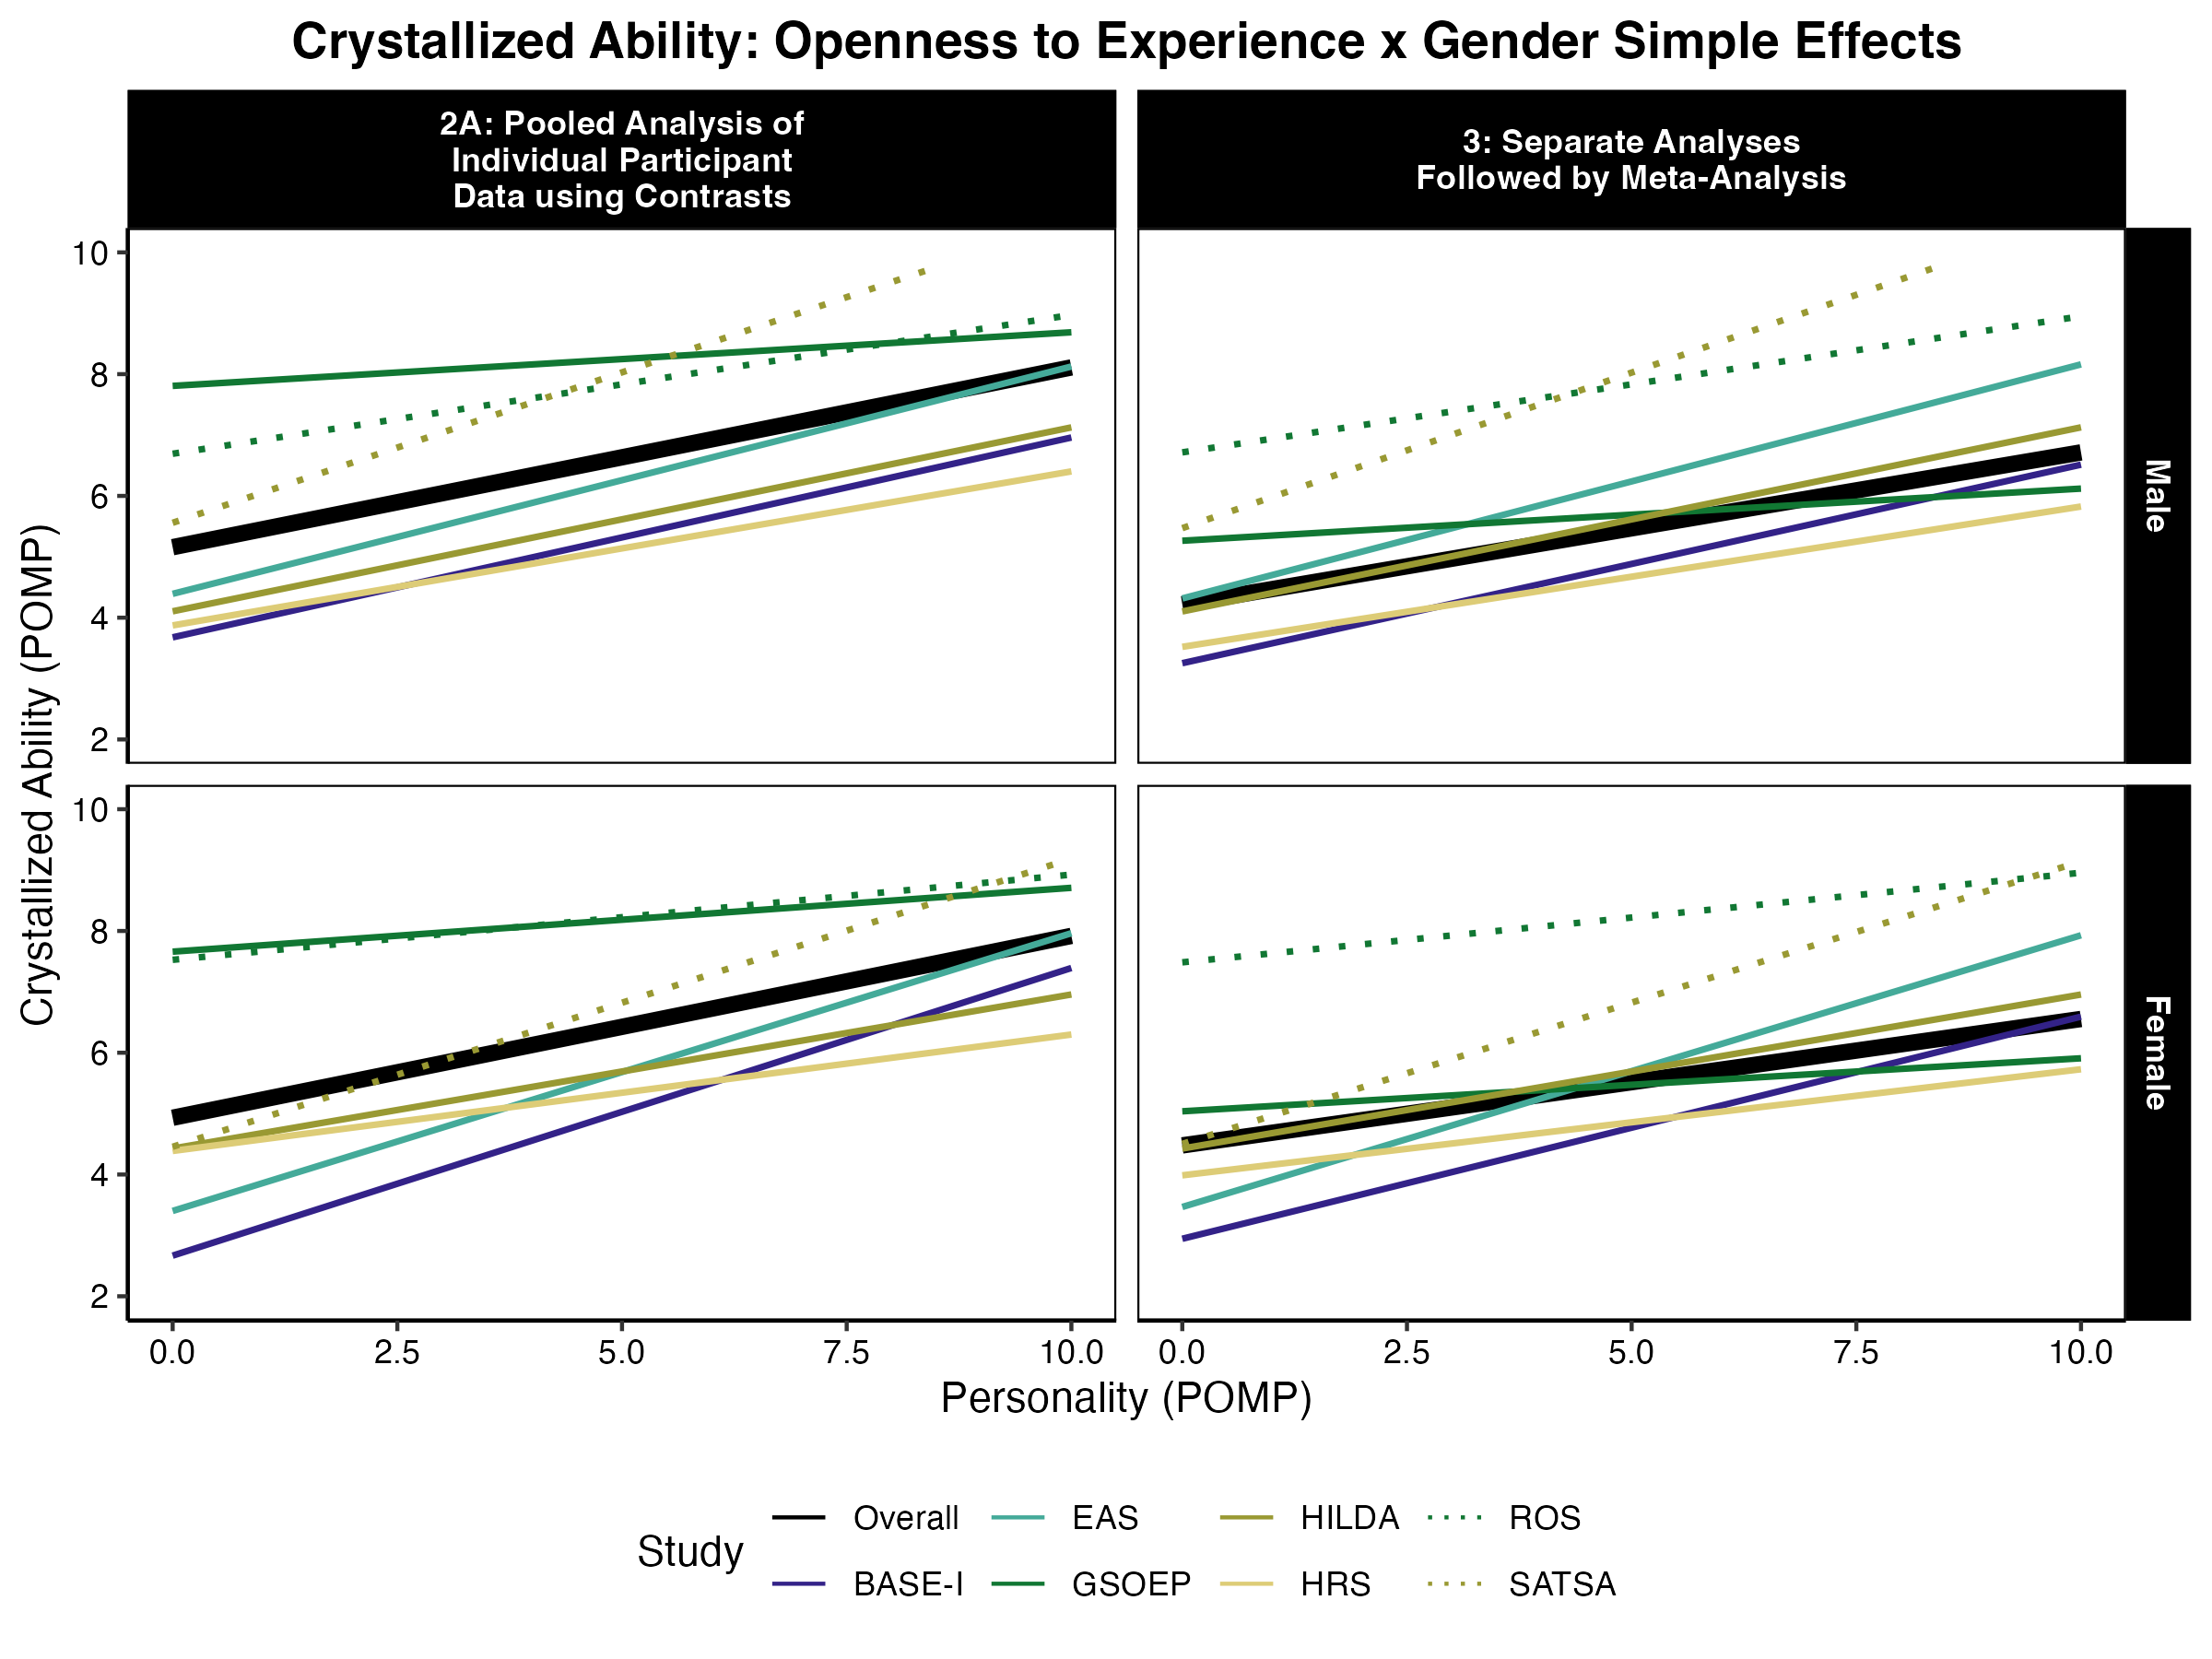 Crystallized Ability: Openness to Experience x Gender Simple Effects
2A: Pooled Analysis of
Individual Participant
Data using Contrasts
3: Separate Analyses
Followed by Meta-Analysis
Crystallized Ability (POMP)
10
8
6
4
2
Male
10
8
6
4
2
Female
0.0 2.5 5.0 7.5 10.0 0.0 2.5 5.0 7.5 10.0
Personality (POMP)
Study
Overall EAS HILDA ROS
BASE-I GSOEP HRS SATSA